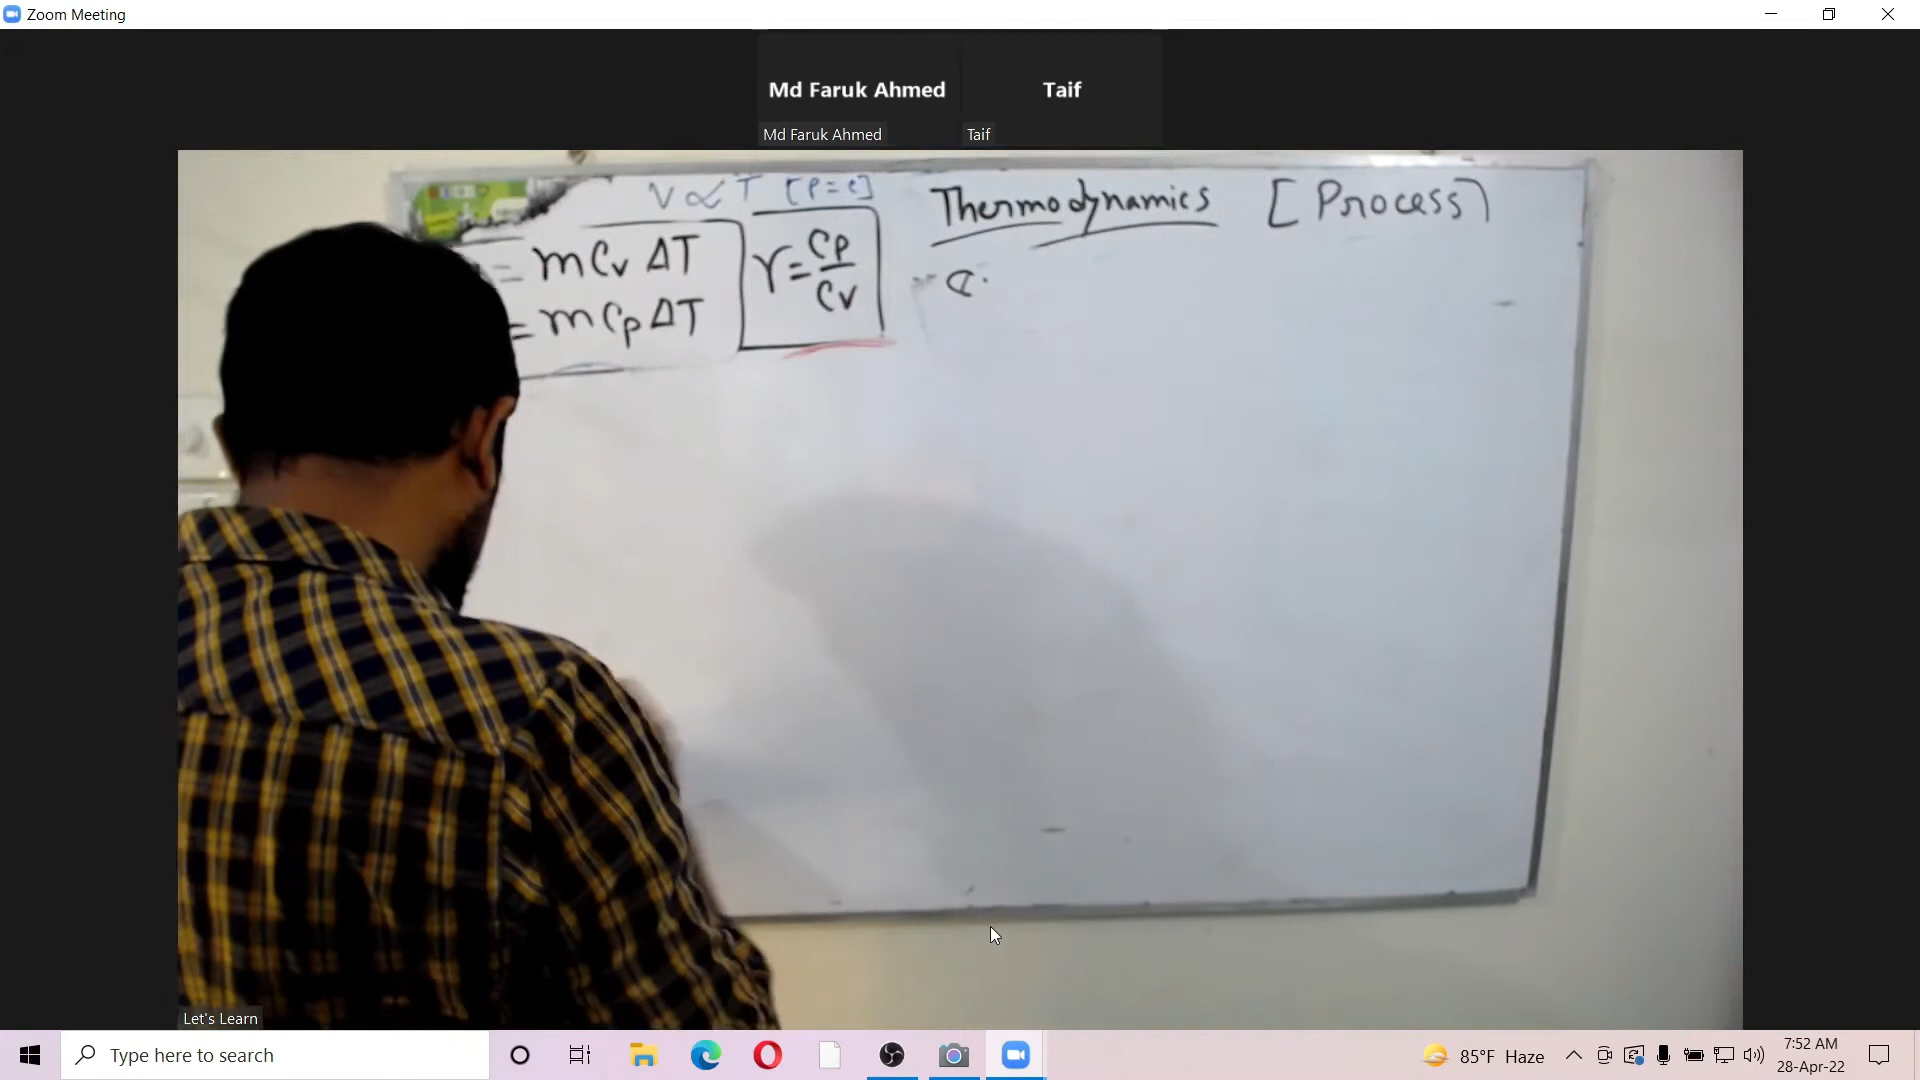 Zoom Meeting
Md Faruk Ahmed
Taif
Md Faruk Ahmed
Taif
V ∝ T [P = c]
= mCv ΔT
= mCp ΔT
γ = Cp/Cv
Thermodynamics [Process]
Let's Learn
Type here to search
85°F Haze
7:52 AM
28-Apr-22